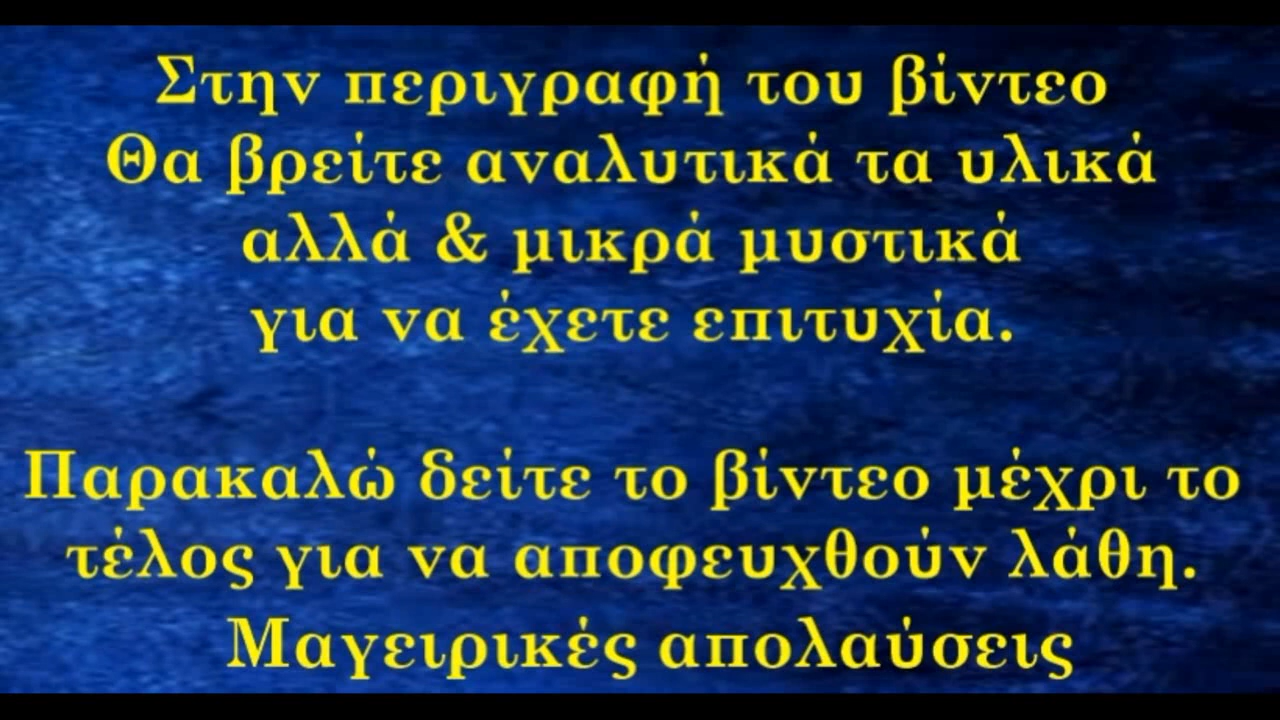 Στην περιγραφή του βίντεο
Θα βρείτε αναλυτικά τα υλικά
αλλά & μικρά μυστικά
για να έχετε επιτυχία.
Παρακαλώ δείτε το βίντεο μέχρι το
τέλος για να αποφευχθούν λάθη.
Μαγειρικές απολαύσεις